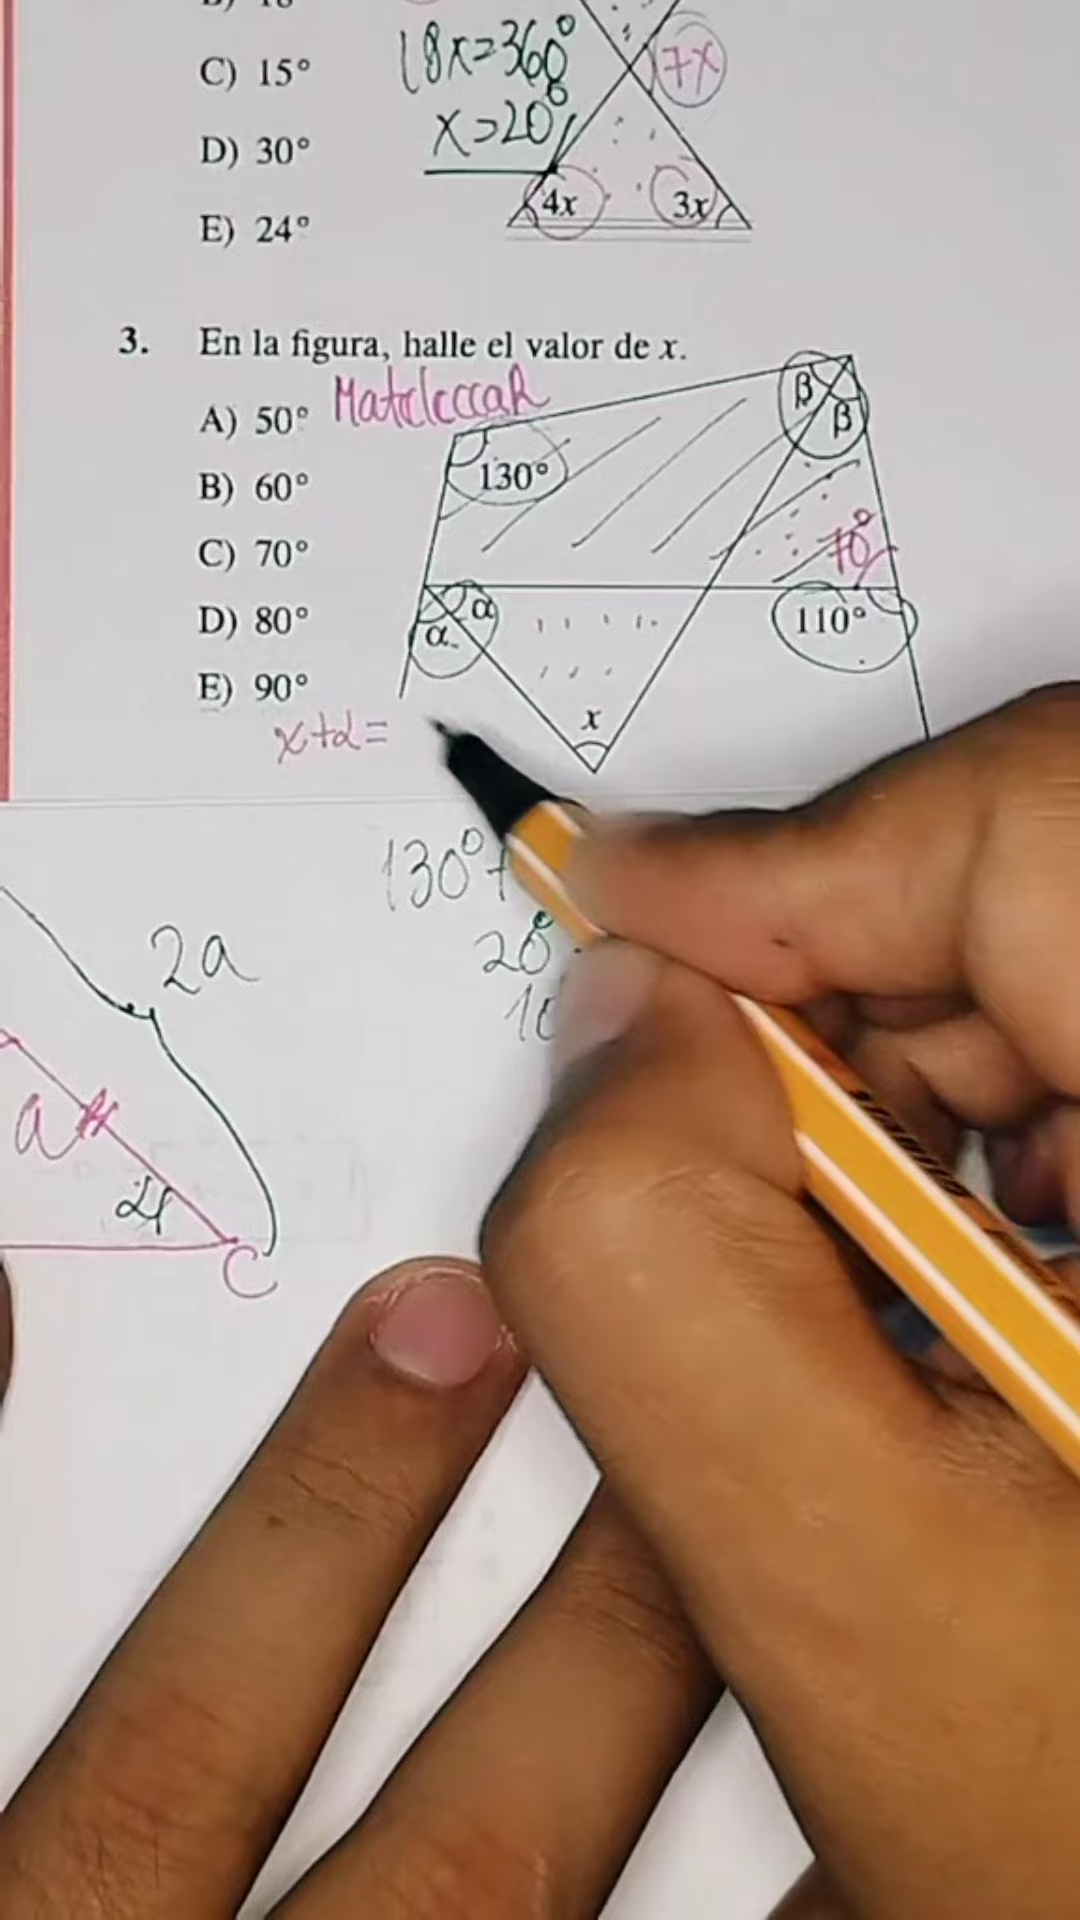 C) 15°
D) 30°
E) 24°
18x=360°
x=20°
7x
4x
3x
3. En la figura, halle el valor de x.
A) 50°
B) 60°
C) 70°
D) 80°
E) 90°
β
β
130°
70°
110°
α
α
x
x+α=
130°+
20°
2a
a
C